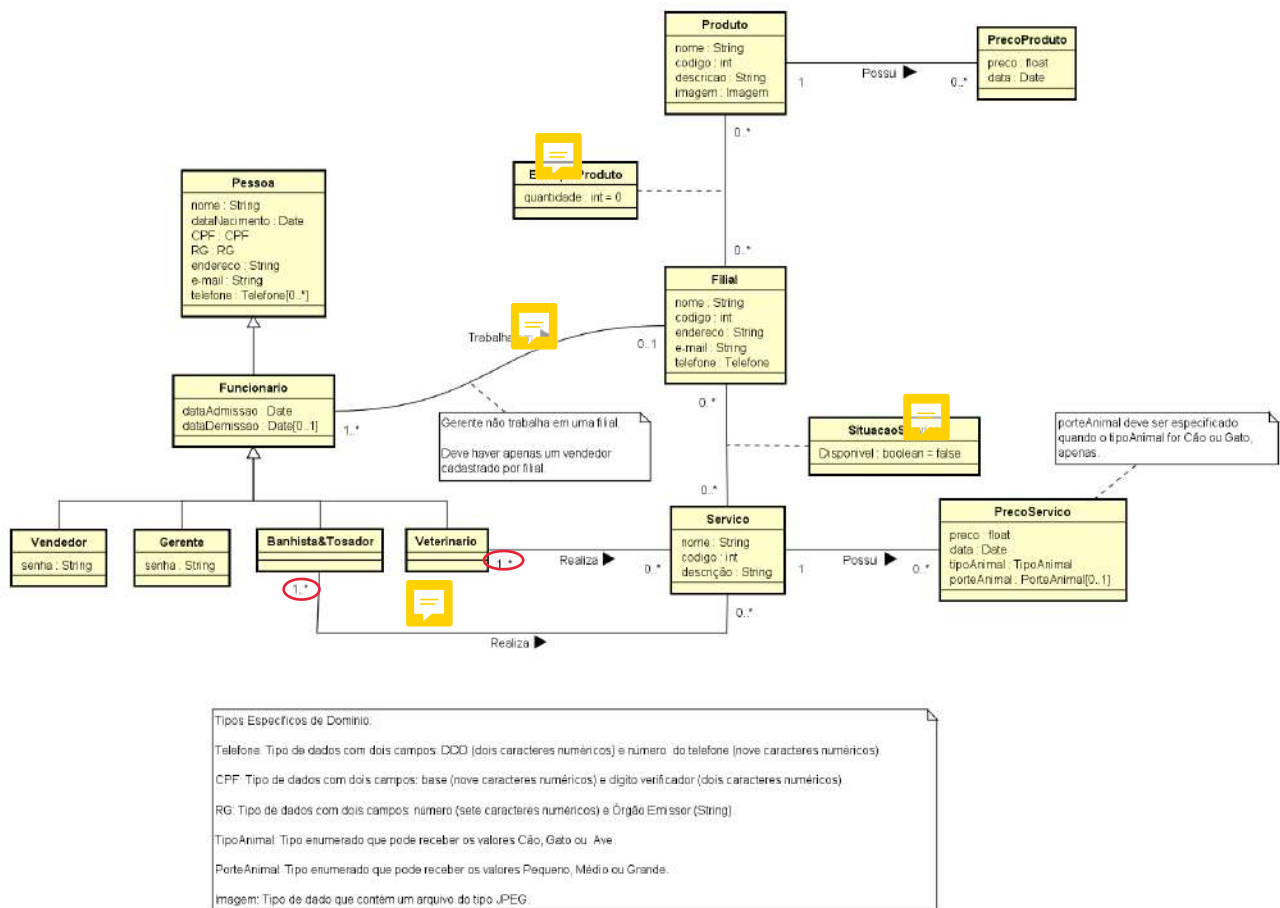 Produto
nome : String
codigo : int
descricao : String
imagem : Imagem
1
Possui
0..*
PrecoProduto
preco : float
data : Date
0..*
quantidade : int = 0
0..*
Pessoa
nome : String
dataNacimento : Date
CPF : CPF
RG : RG
endereco : String
e-mail : String
telefone : Telefone[0..*]
Filial
nome : String
codigo : int
endereco : String
e-mail : String
telefone : Telefone
0..1
0..*
Funcionario
dataAdmissao : Date
dataDemissao : Date[0..1]
1..*
Gerente não trabalha em uma filial.
Deve haver apenas um vendedor
cadastrado por filial.
Disponivel : boolean = false
porteAnimal deve ser especificado
quando o tipoAnimal for Cão ou Gato,
apenas.
0..*
Vendedor
senha : String
Gerente
senha : String
Banhista&Tosador
1..*
Veterinario
1..*
Realiza
0..*
Servico
nome : String
codigo : int
descrição : String
1
Possui
0..*
PrecoServico
preco : float
data : Date
tipoAnimal : TipoAnimal
porteAnimal : PorteAnimal[0..1]
0..*
Realiza
Tipos Específicos de Domínio:
Telefone: Tipo de dados com dois campos: DDD (dois caracteres numéricos) e número do telefone (nove caracteres numéricos).
CPF: Tipo de dados com dois campos: base (nove caracteres numéricos) e dígito verificador (dois caracteres numéricos).
RG: Tipo de dados com dois campos: número (sete caracteres numéricos) e Órgão Emissor (String).
TipoAnimal: Tipo enumerado que pode receber os valores Cão, Gato ou Ave.
PorteAnimal: Tipo enumerado que pode receber os valores Pequeno, Médio ou Grande.
Imagem: Tipo de dado que contém um arquivo do tipo JPEG.